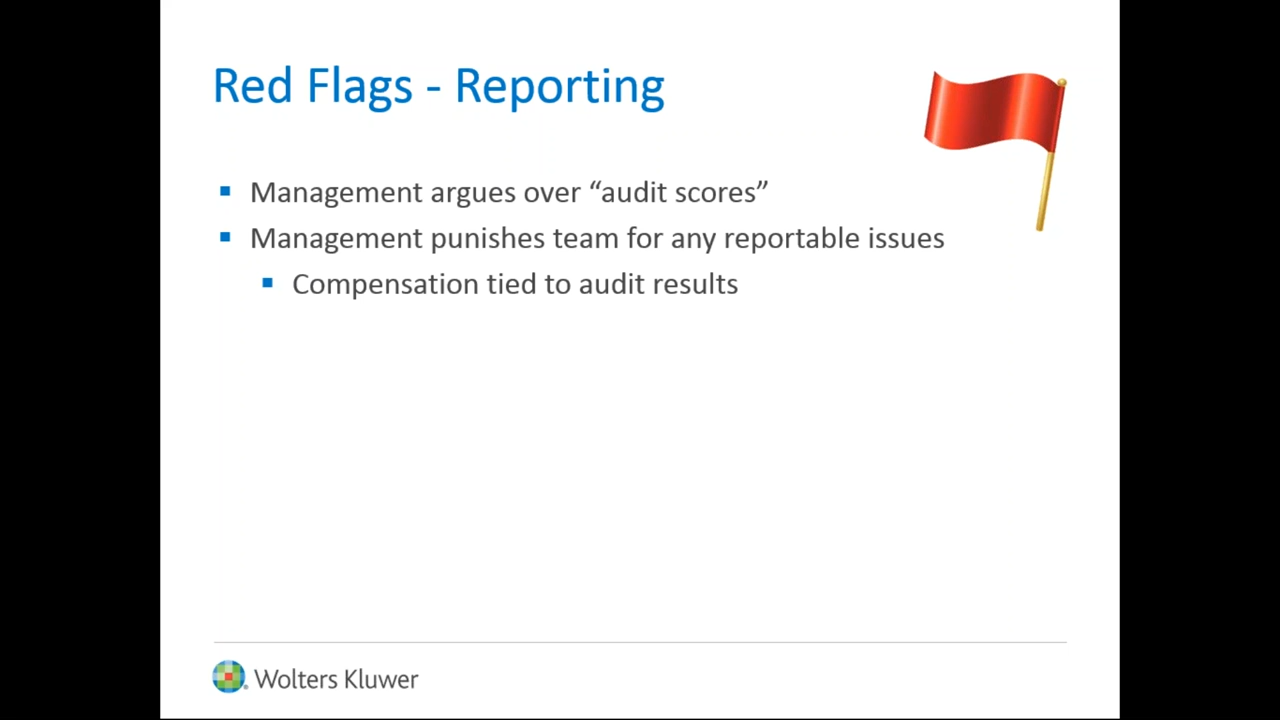 Red Flags - Reporting
Management argues over “audit scores”
Management punishes team for any reportable issues
Compensation tied to audit results
Wolters Kluwer